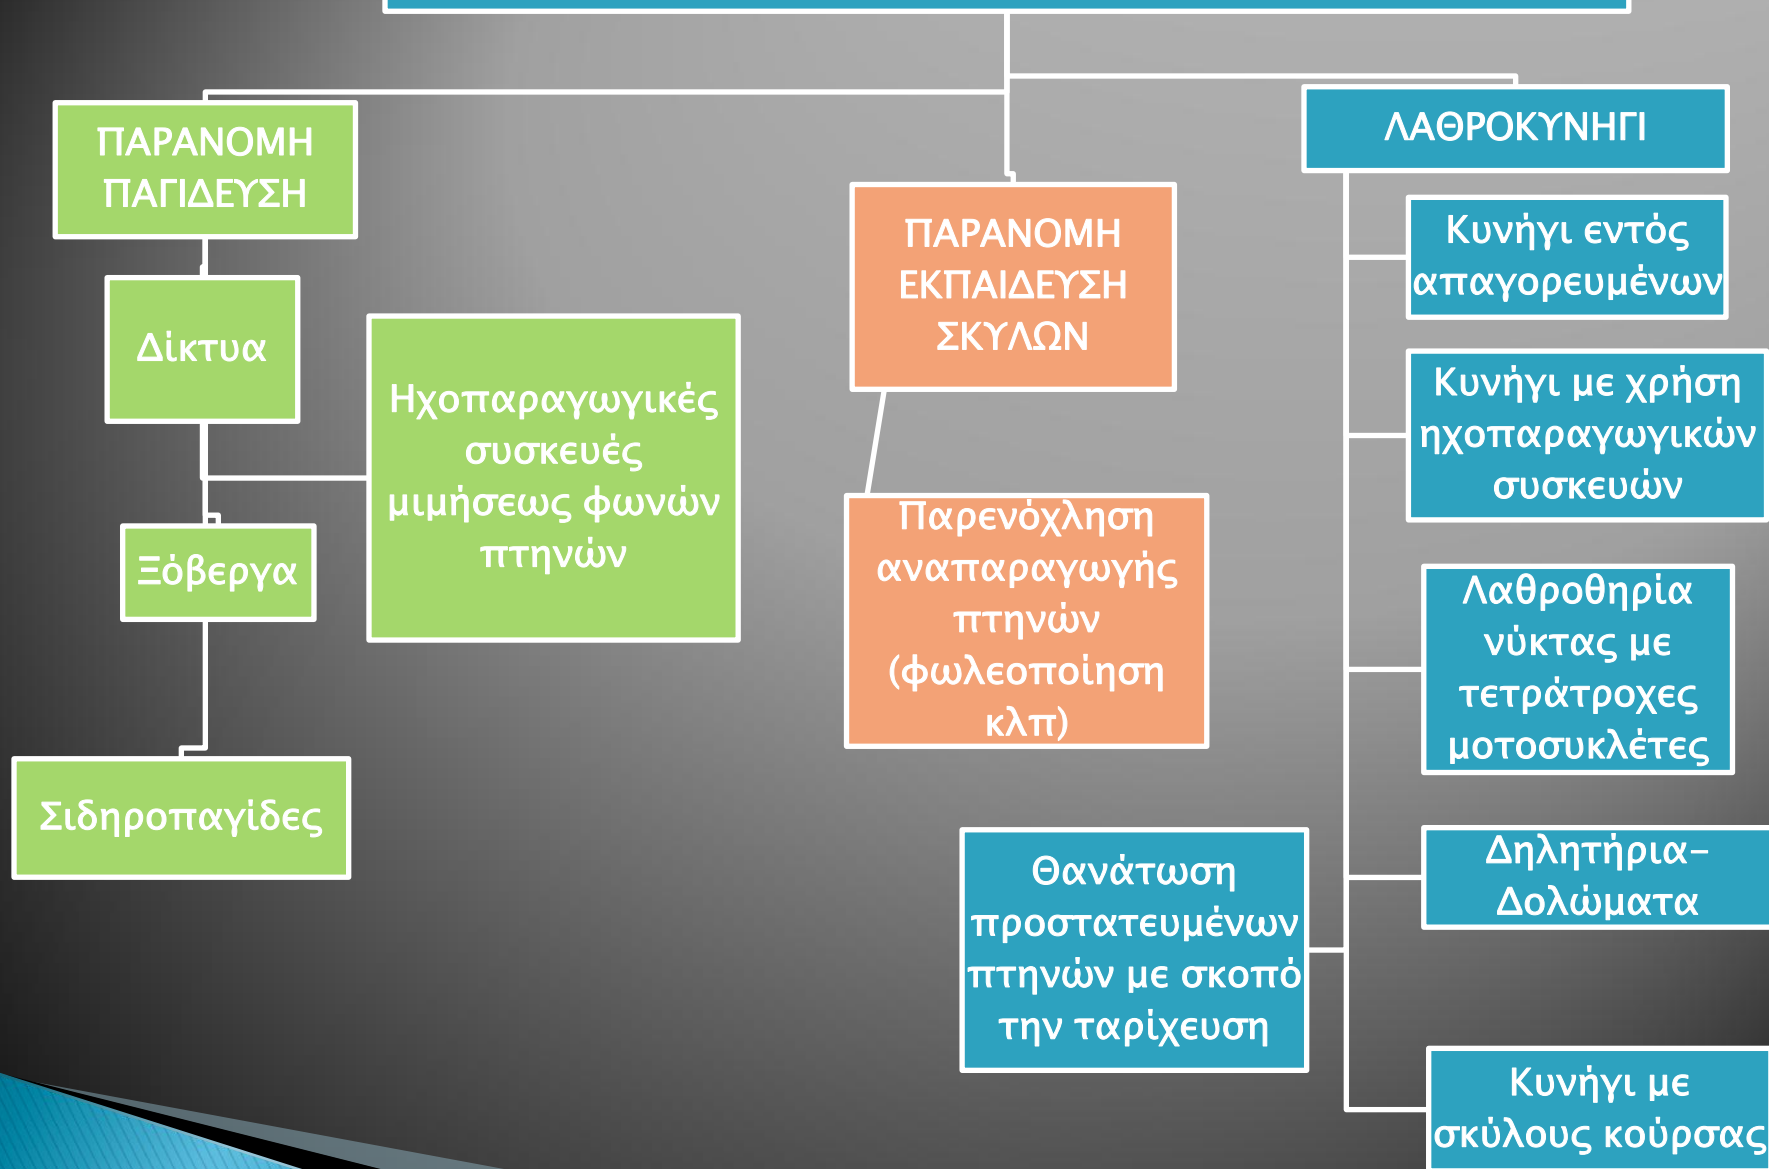 ΠΑΡΑΝΟΜΗ
ΠΑΓΙΔΕΥΣΗ
Δίκτυα
Ηχοπαραγωγικές
συσκευές
μιμήσεως φωνών
πτηνών
Ξόβεργα
Σιδηροπαγίδες
ΠΑΡΑΝΟΜΗ
ΕΚΠΑΙΔΕΥΣΗ
ΣΚΥΛΩΝ
Παρενόχληση
αναπαραγωγής
πτηνών
(φωλεοποίηση
κλπ)
ΛΑΘΡΟΚΥΝΗΓΙ
Κυνήγι εντός
απαγορευμένων
Κυνήγι με χρήση
ηχοπαραγωγικών
συσκευών
Λαθροθηρία
νύκτας με
τετράτροχες
μοτοσυκλέτες
Δηλητήρια-
Δολώματα
Θανάτωση
προστατευμένων
πτηνών με σκοπό
την ταρίχευση
Κυνήγι με
σκύλους κούρσας